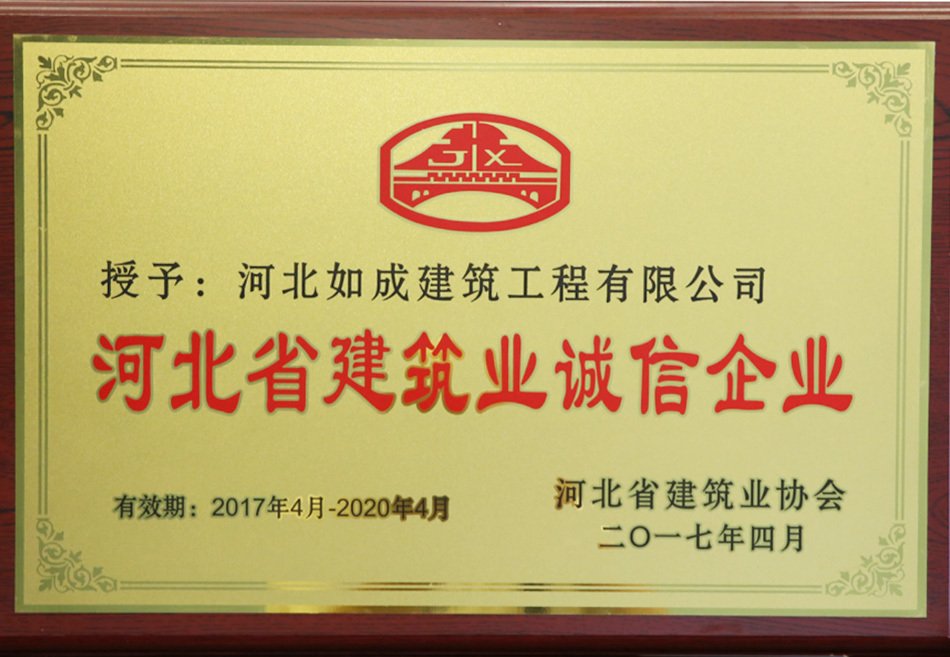 JX
授予：河北如成建筑工程有限公司
河北省建筑业诚信企业
有效期：2017年4月-2020年4月
河北省建筑业协会
二〇一七年四月